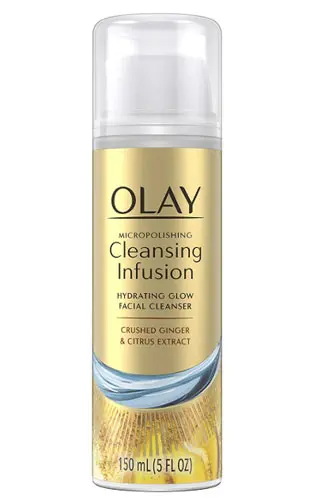 OLAY
MICROPOLISHING
Cleansing
Infusion
HYDRATING GLOW
FACIAL CLEANSER
CRUSHED GINGER
& CITRUS EXTRACT
150 mL (5 FL OZ)